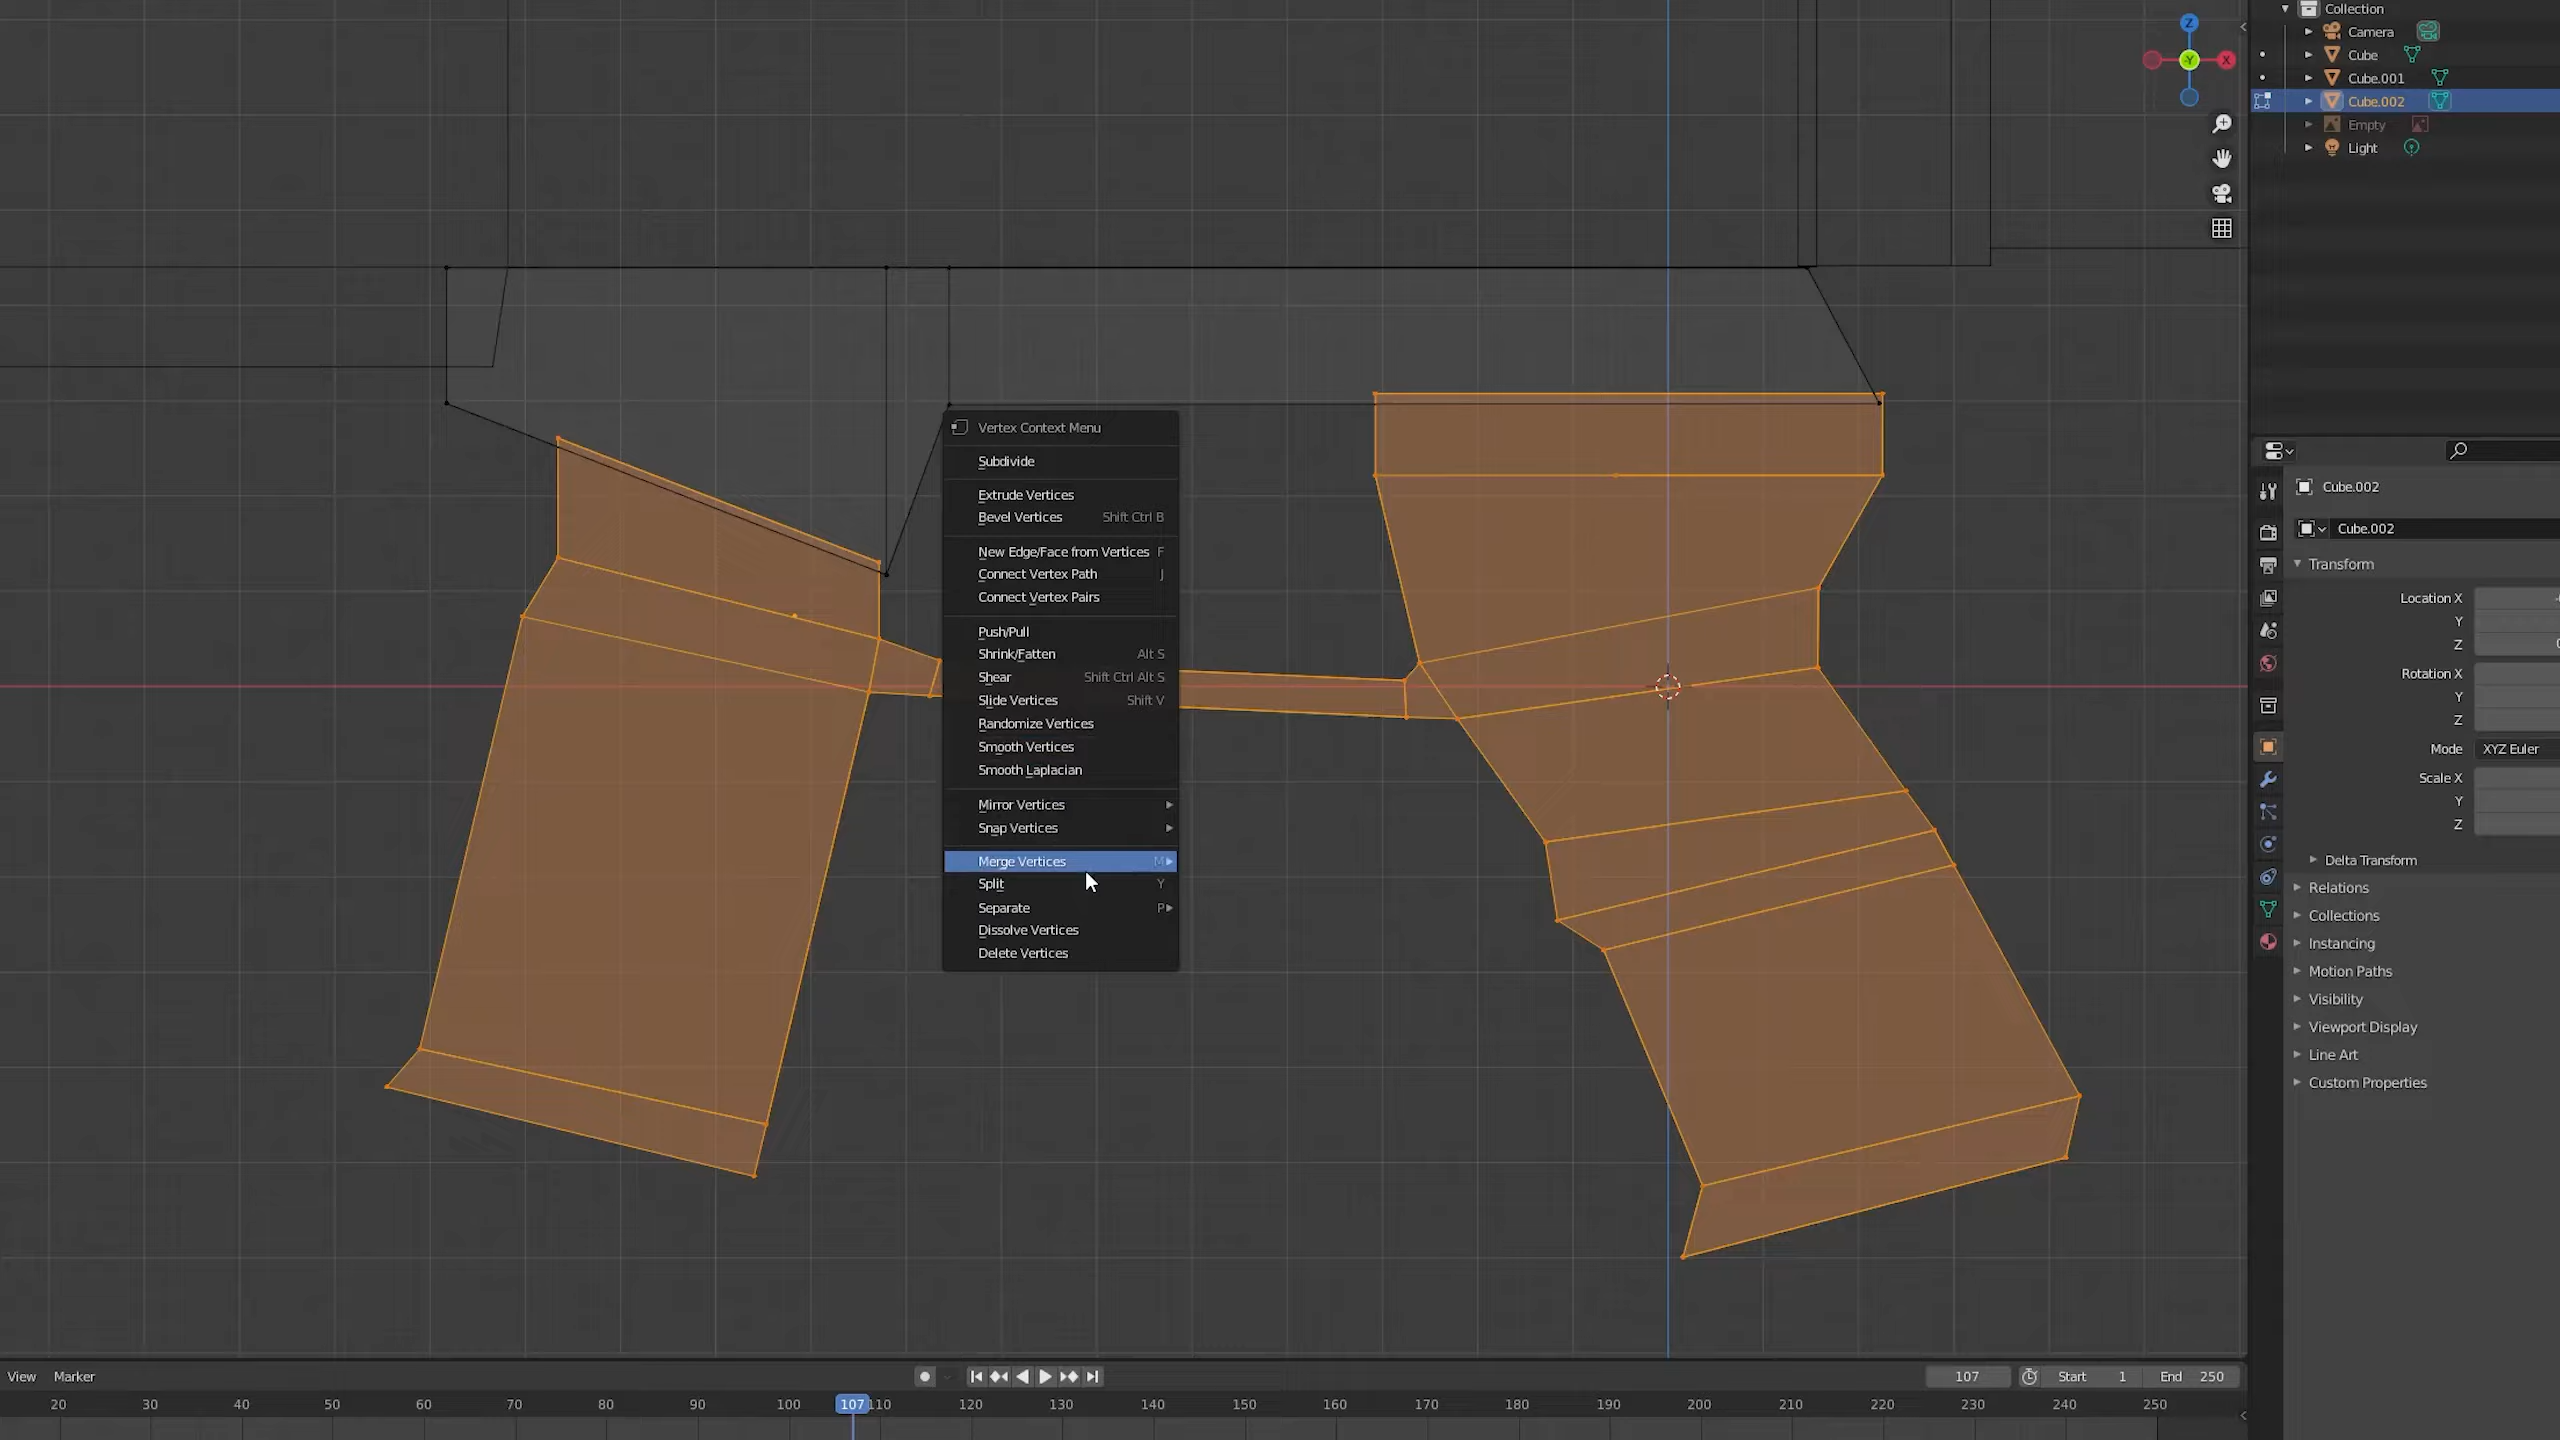 Collection
Camera
Cube
Cube.001
Cube.002
Empty
Light
Z
Y
X
Vertex Context Menu
Subdivide
Extrude Vertices
Bevel Vertices Shift Ctrl B
New Edge/Face from Vertices F
Connect Vertex Path J
Connect Vertex Pairs
Push/Pull
Shrink/Fatten Alt S
Shear Shift Ctrl Alt S
Slide Vertices Shift V
Randomize Vertices
Smooth Vertices
Smooth Laplacian
Mirror Vertices
Snap Vertices
Merge Vertices M
Split Y
Separate P
Dissolve Vertices
Delete Vertices
Cube.002
Cube.002
Transform
Location X
Y
Z
Rotation X
Y
Z
Mode XYZ Euler
Scale X
Y
Z
Delta Transform
Relations
Collections
Instancing
Motion Paths
Visibility
Viewport Display
Line Art
Custom Properties
View Marker
107 Start 1 End 250
20 30 40 50 60 70 80 90 100 107 110 120 130 140 150 160 170 180 190 200 210 220 230 240 250